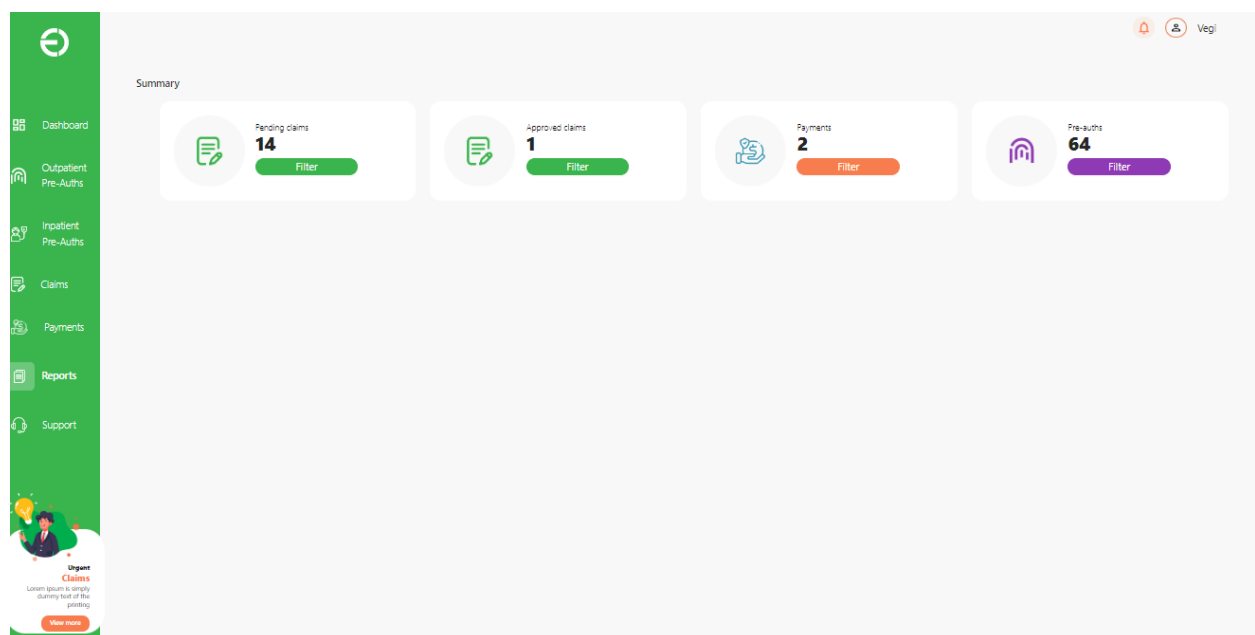 Vegi
Summary
Dashboard
Outpatient
Pre-Auths
Inpatient
Pre-Auths
Claims
Payments
Reports
Support
Pending claims
14
Filter
Approved claims
1
Filter
Payments
2
Filter
Pre-auths
64
Filter
Urgent
Claims
Lorem ipsum is simply
dummy text of the
printing
View more